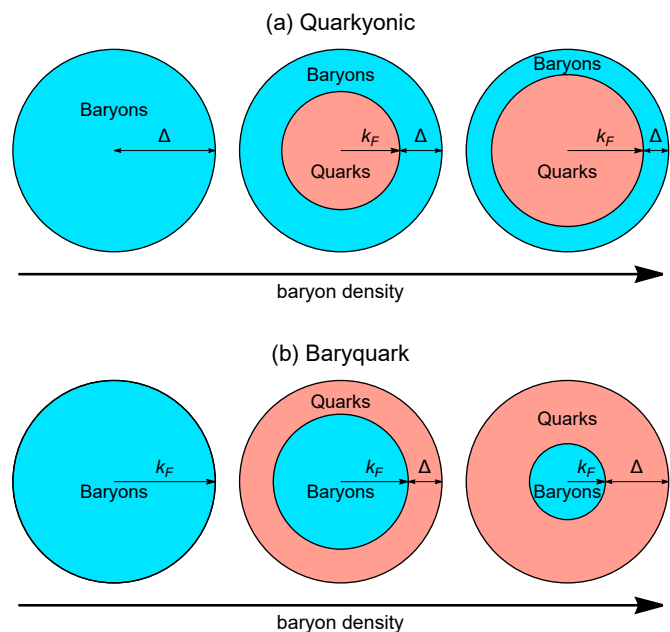 (a) Quarkyonic
Baryons
Δ
Baryons
k_F
Δ
Quarks
Baryons
k_F
Δ
Quarks
baryon density
(b) Baryquark
k_F
Baryons
Quarks
k_F
Δ
Baryons
Quarks
k_F
Δ
Baryons
baryon density